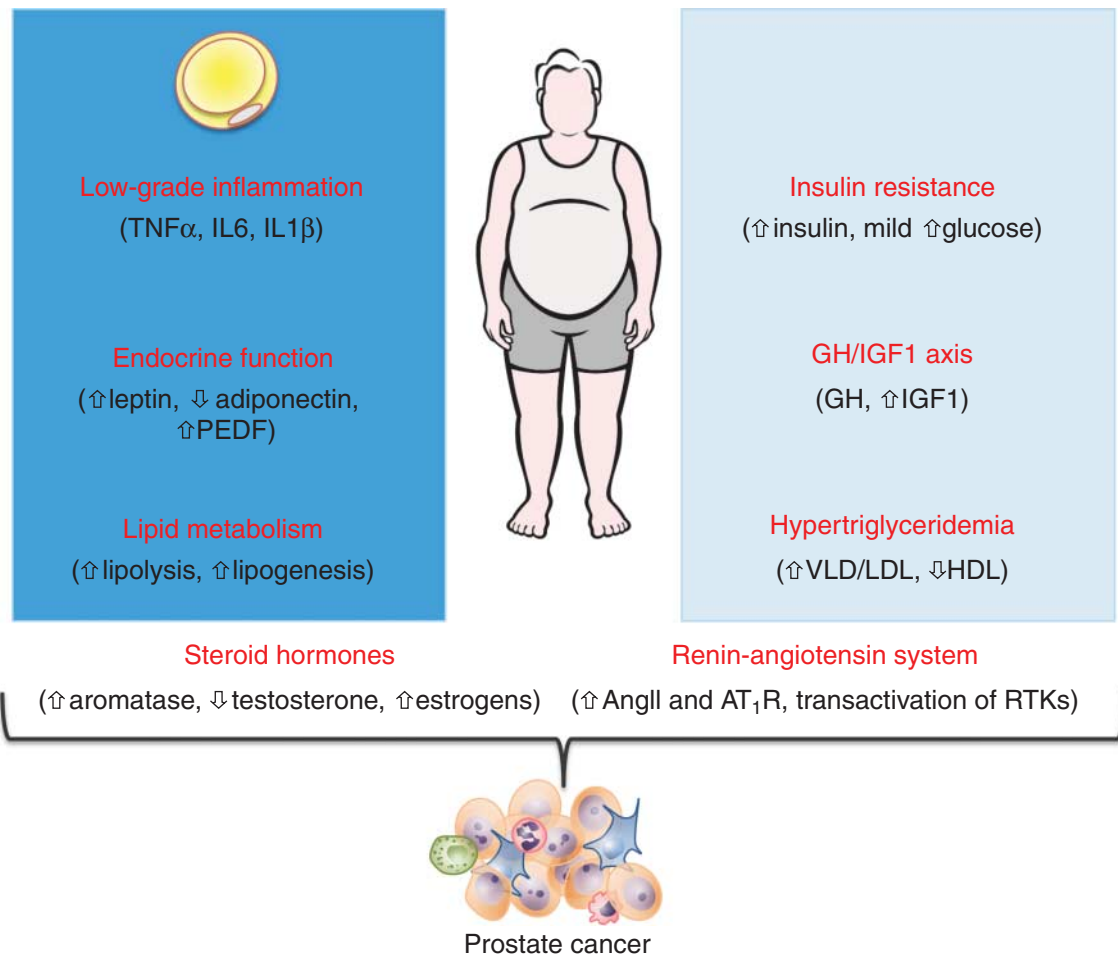 Low-grade inflammation
(TNFα, IL6, IL1β)
Endocrine function
(⇧leptin, ⇩ adiponectin,
⇧PEDF)
Lipid metabolism
(⇧lipolysis, ⇧lipogenesis)
Insulin resistance
(⇧insulin, mild ⇧glucose)
GH/IGF1 axis
(GH, ⇧IGF1)
Hypertriglyceridemia
(⇧VLD/LDL, ⇩HDL)
Steroid hormones
(⇧aromatase, ⇩testosterone, ⇧estrogens)
Renin-angiotensin system
(⇧AngII and AT₁R, transactivation of RTKs)
Prostate cancer